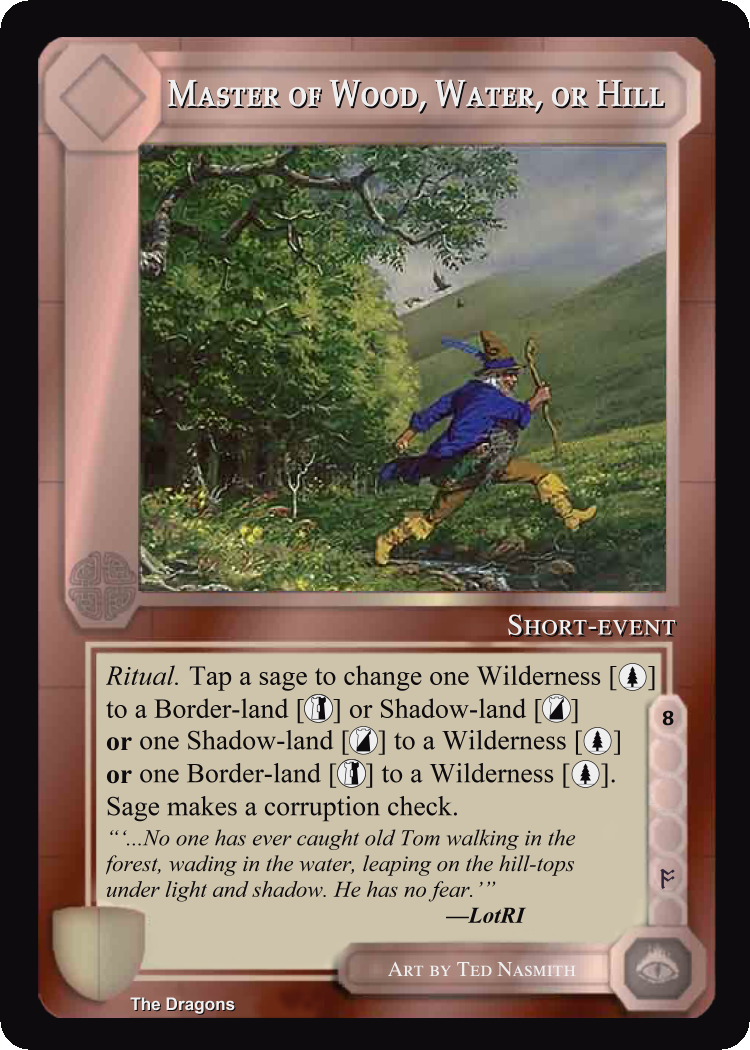 Master of Wood, Water, or Hill
Short-event
Ritual. Tap a sage to change one Wilderness []
to a Border-land [] or Shadow-land []
or one Shadow-land [] to a Wilderness []
or one Border-land [] to a Wilderness [].
Sage makes a corruption check.
8
“‘...No one has ever caught old Tom walking in the
forest, wading in the water, leaping on the hill-tops
under light and shadow. He has no fear.’”
—LotRI
Art by Ted Nasmith
The Dragons